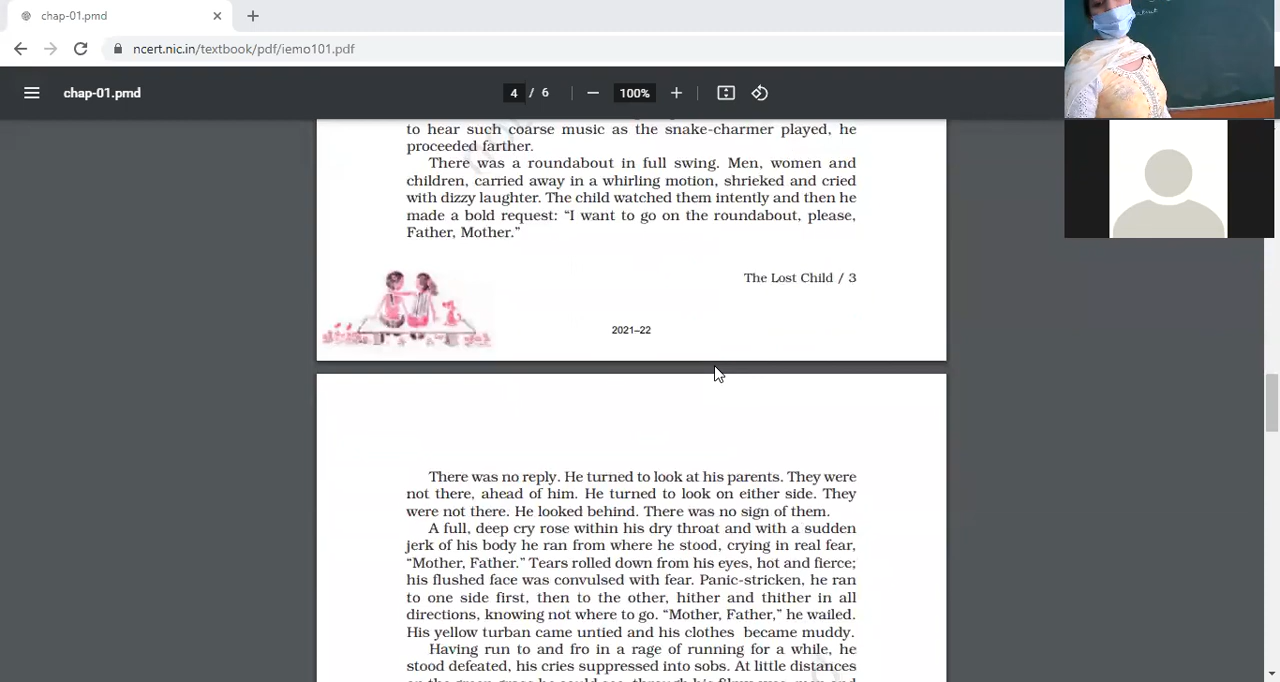 chap-01.pmd
ncert.nic.in/textbook/pdf/iemo101.pdf
chap-01.pmd
4 / 6
100%
to hear such coarse music as the snake-charmer played, he
proceeded farther.
There was a roundabout in full swing. Men, women and
children, carried away in a whirling motion, shrieked and cried
with dizzy laughter. The child watched them intently and then he
made a bold request: “I want to go on the roundabout, please,
Father, Mother.”
The Lost Child / 3
2021–22
There was no reply. He turned to look at his parents. They were
not there, ahead of him. He turned to look on either side. They
were not there. He looked behind. There was no sign of them.
A full, deep cry rose within his dry throat and with a sudden
jerk of his body he ran from where he stood, crying in real fear,
“Mother, Father.” Tears rolled down from his eyes, hot and fierce;
his flushed face was convulsed with fear. Panic-stricken, he ran
to one side first, then to the other, hither and thither in all
directions, knowing not where to go. “Mother, Father,” he wailed.
His yellow turban came untied and his clothes became muddy.
Having run to and fro in a rage of running for a while, he
stood defeated, his cries suppressed into sobs. At little distances